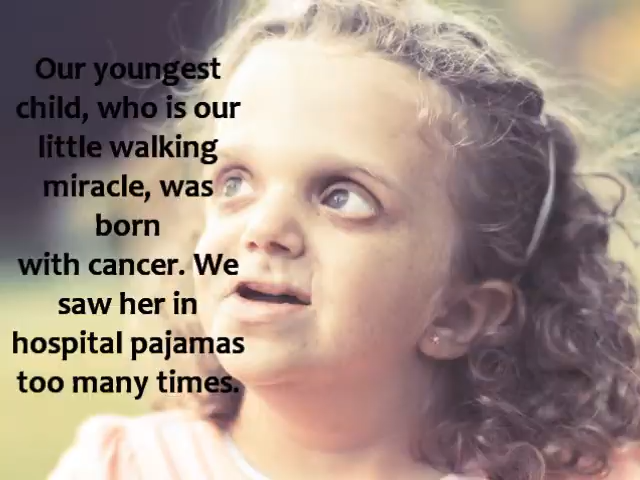 Our youngest
child, who is our
little walking
miracle, was
born
with cancer. We
saw her in
hospital pajamas
too many times.